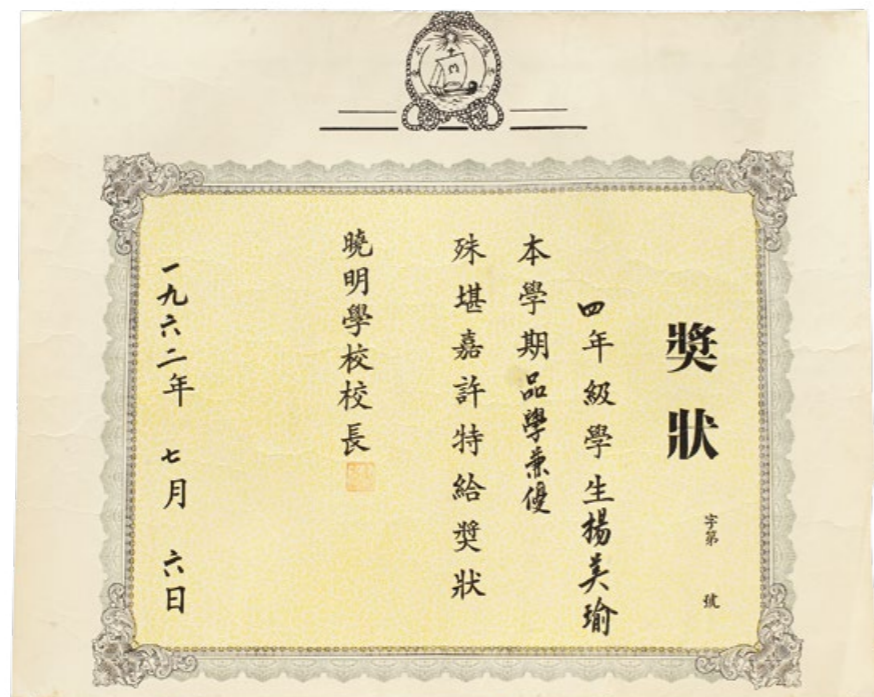 獎狀
字第 號
四年級學生楊美瑜
本學期品學兼優
殊堪嘉許特給獎狀
曉明學校校長
一九六二年 七月 六日